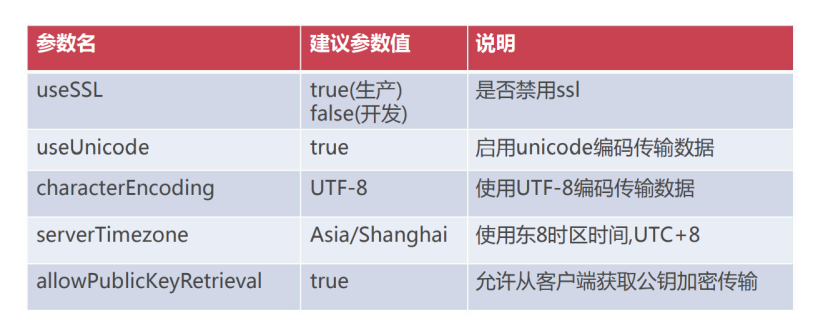 参数名 建议参数值 说明
useSSL true(生产) 是否禁用ssl
false(开发)
useUnicode true 启用unicode编码传输数据
characterEncoding UTF-8 使用UTF-8编码传输数据
serverTimezone Asia/Shanghai 使用东8时区时间,UTC+8
allowPublicKeyRetrieval true 允许从客户端获取公钥加密传输